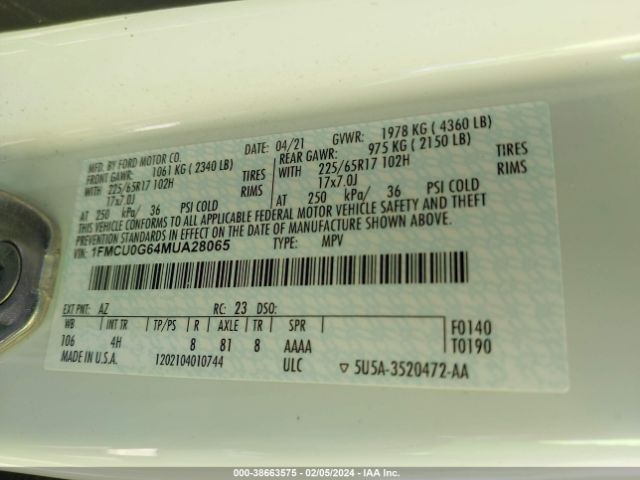 MFD. BY FORD MOTOR CO. DATE: 04/21 GVWR: 1978 KG ( 4360 LB)
FRONT GAWR: 1061 KG ( 2340 LB) REAR GAWR: 975 KG ( 2150 LB)
WITH 225/65R17 102H TIRES WITH 225/65R17 102H TIRES
17x7.0J RIMS 17x7.0J RIMS
AT 250 kPa/ 36 PSI COLD AT 250 kPa/ 36 PSI COLD
THIS VEHICLE CONFORMS TO ALL APPLICABLE FEDERAL MOTOR VEHICLE SAFETY AND THEFT
PREVENTION STANDARDS IN EFFECT ON THE DATE OF MANUFACTURE SHOWN ABOVE.
VIN: 1FMCU0G64MUA28065 TYPE: MPV
EXT PNT: AZ RC: 23 DSO:
WB INT TR TP/PS R AXLE TR SPR F0140
106 4H 8 81 8 AAAA T0190
MADE IN U.S.A. 1202104010744 ULC ▽ 5U5A-3520472-AA
000-38663575 - 02/05/2024 - IAA Inc.